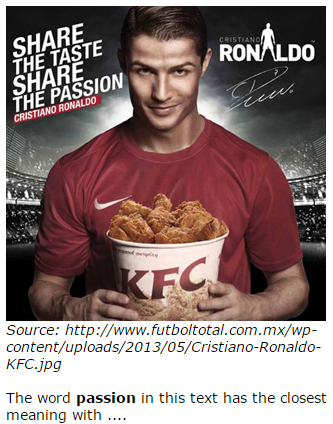 SHARE
THE TASTE
SHARE
THE PASSION
CRISTIANO RONALDO
CRISTIANO
RONALDO
KFC
Source: http://www.futboltotal.com.mx/wp-
content/uploads/2013/05/Cristiano-Ronaldo-
KFC.jpg
The word passion in this text has the closest
meaning with ....